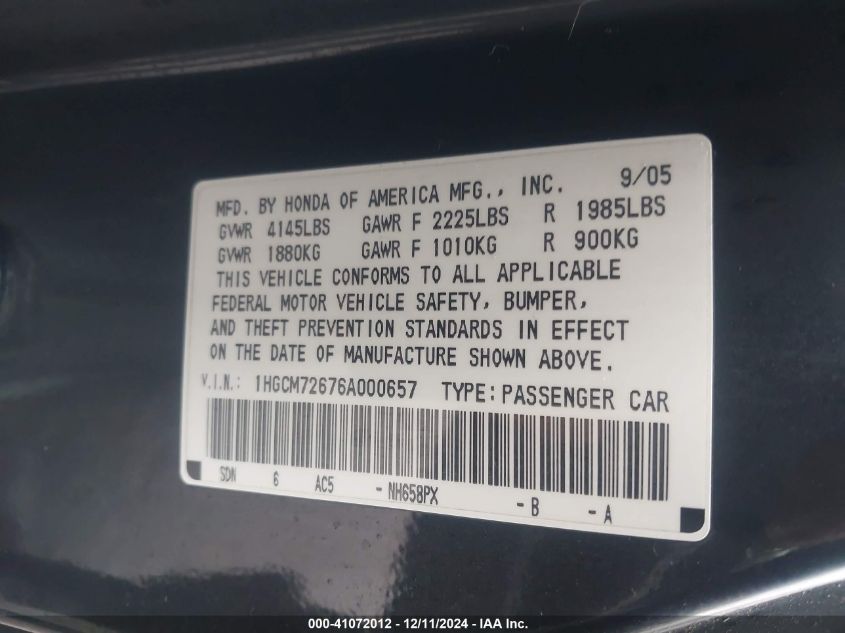 MFD. BY HONDA OF AMERICA MFG., INC. 9/05
GVWR 4145LBS GAWR F 2225LBS R 1985LBS
GVWR 1880KG GAWR F 1010KG R 900KG
THIS VEHICLE CONFORMS TO ALL APPLICABLE
FEDERAL MOTOR VEHICLE SAFETY, BUMPER,
AND THEFT PREVENTION STANDARDS IN EFFECT
ON THE DATE OF MANUFACTURE SHOWN ABOVE.
V.I.N.: 1HGCM72676A000657 TYPE: PASSENGER CAR
SDN 6 AC5 - NH658PX - B - A
000-41072012 - 12/11/2024 - IAA Inc.